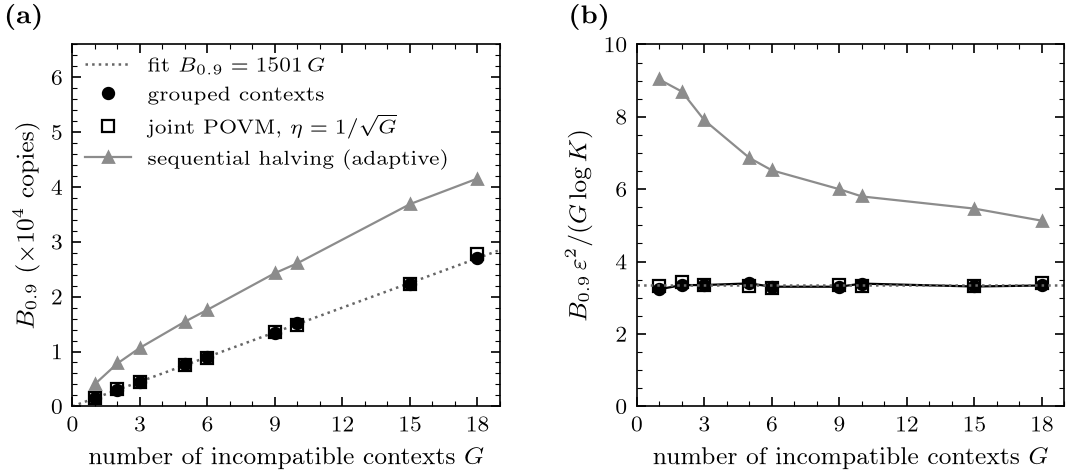 (a)
fit B₀.₉ = 1501 G
grouped contexts
joint POVM, η = 1/√G
sequential halving (adaptive)
B₀.₉ (×10⁴ copies)
0
1
2
3
4
5
6
0 3 6 9 12 15 18
number of incompatible contexts G
(b)
B₀.₉ ε²/(G log K)
0
2
4
6
8
10
0 3 6 9 12 15 18
number of incompatible contexts G